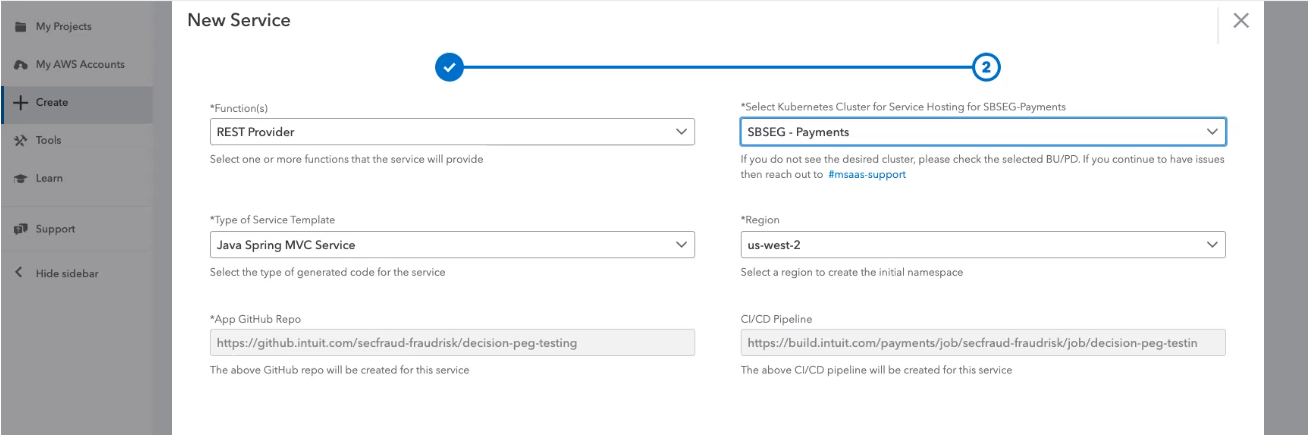 New Service
My Projects
My AWS Accounts
Create
Tools
Learn
Support
Hide sidebar
2
*Function(s)
REST Provider
Select one or more functions that the service will provide
*Select Kubernetes Cluster for Service Hosting for SBSEG-Payments
SBSEG - Payments
If you do not see the desired cluster, please check the selected BU/PD. If you continue to have issues
then reach out to #msaas-support
*Type of Service Template
Java Spring MVC Service
Select the type of generated code for the service
*Region
us-west-2
Select a region to create the initial namespace
*App GitHub Repo
https://github.intuit.com/secfraud-fraudrisk/decision-peg-testing
The above GitHub repo will be created for this service
CI/CD Pipeline
https://build.intuit.com/payments/job/secfraud-fraudrisk/job/decision-peg-testin
The above CI/CD pipeline will be created for this service